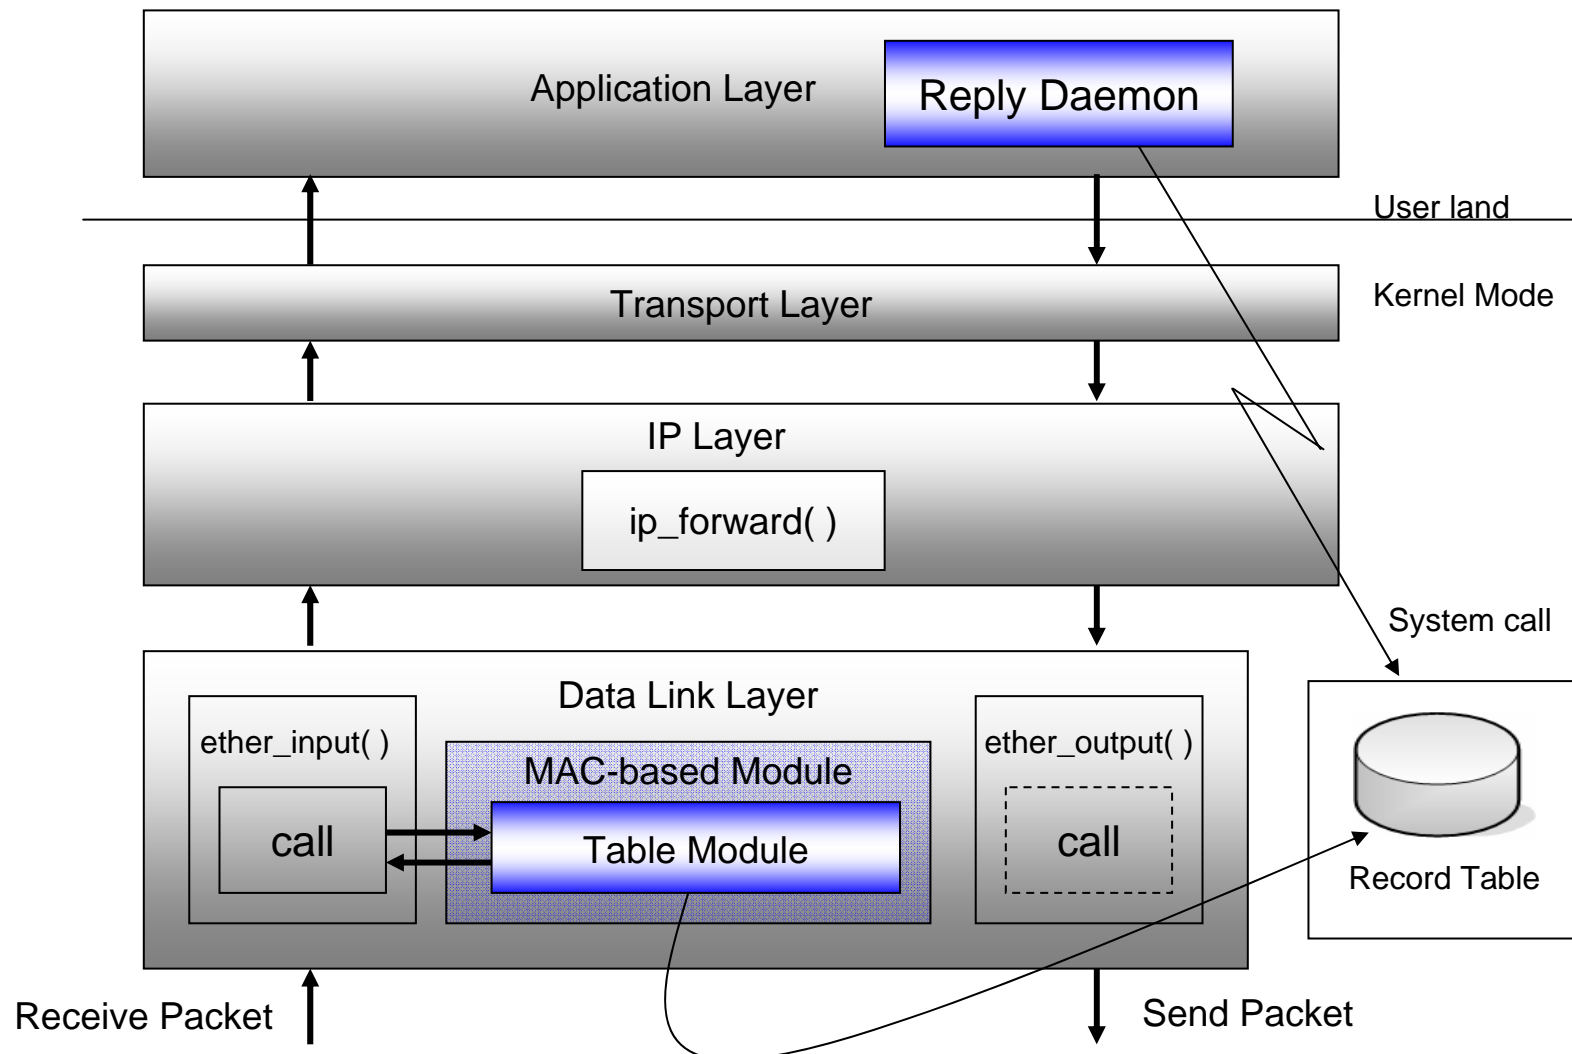 Application Layer
Reply Daemon
User land
Transport Layer
Kernel Mode
IP Layer
ip_forward( )
System call
Data Link Layer
ether_input( )
MAC-based Module
ether_output( )
call
Table Module
call
Record Table
Receive Packet
Send Packet